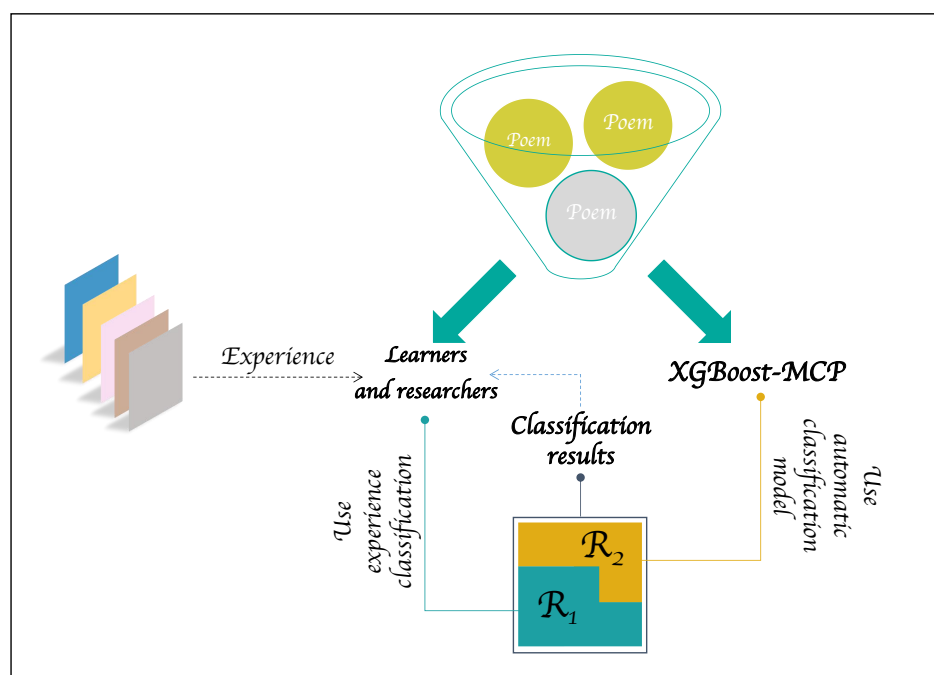 Poem
Poem
Poem
Experience
Learners
and researchers
XGBoost-MCP
Classification
results
Use
experience
classification
Use
automatic
classification
model
R2
R1